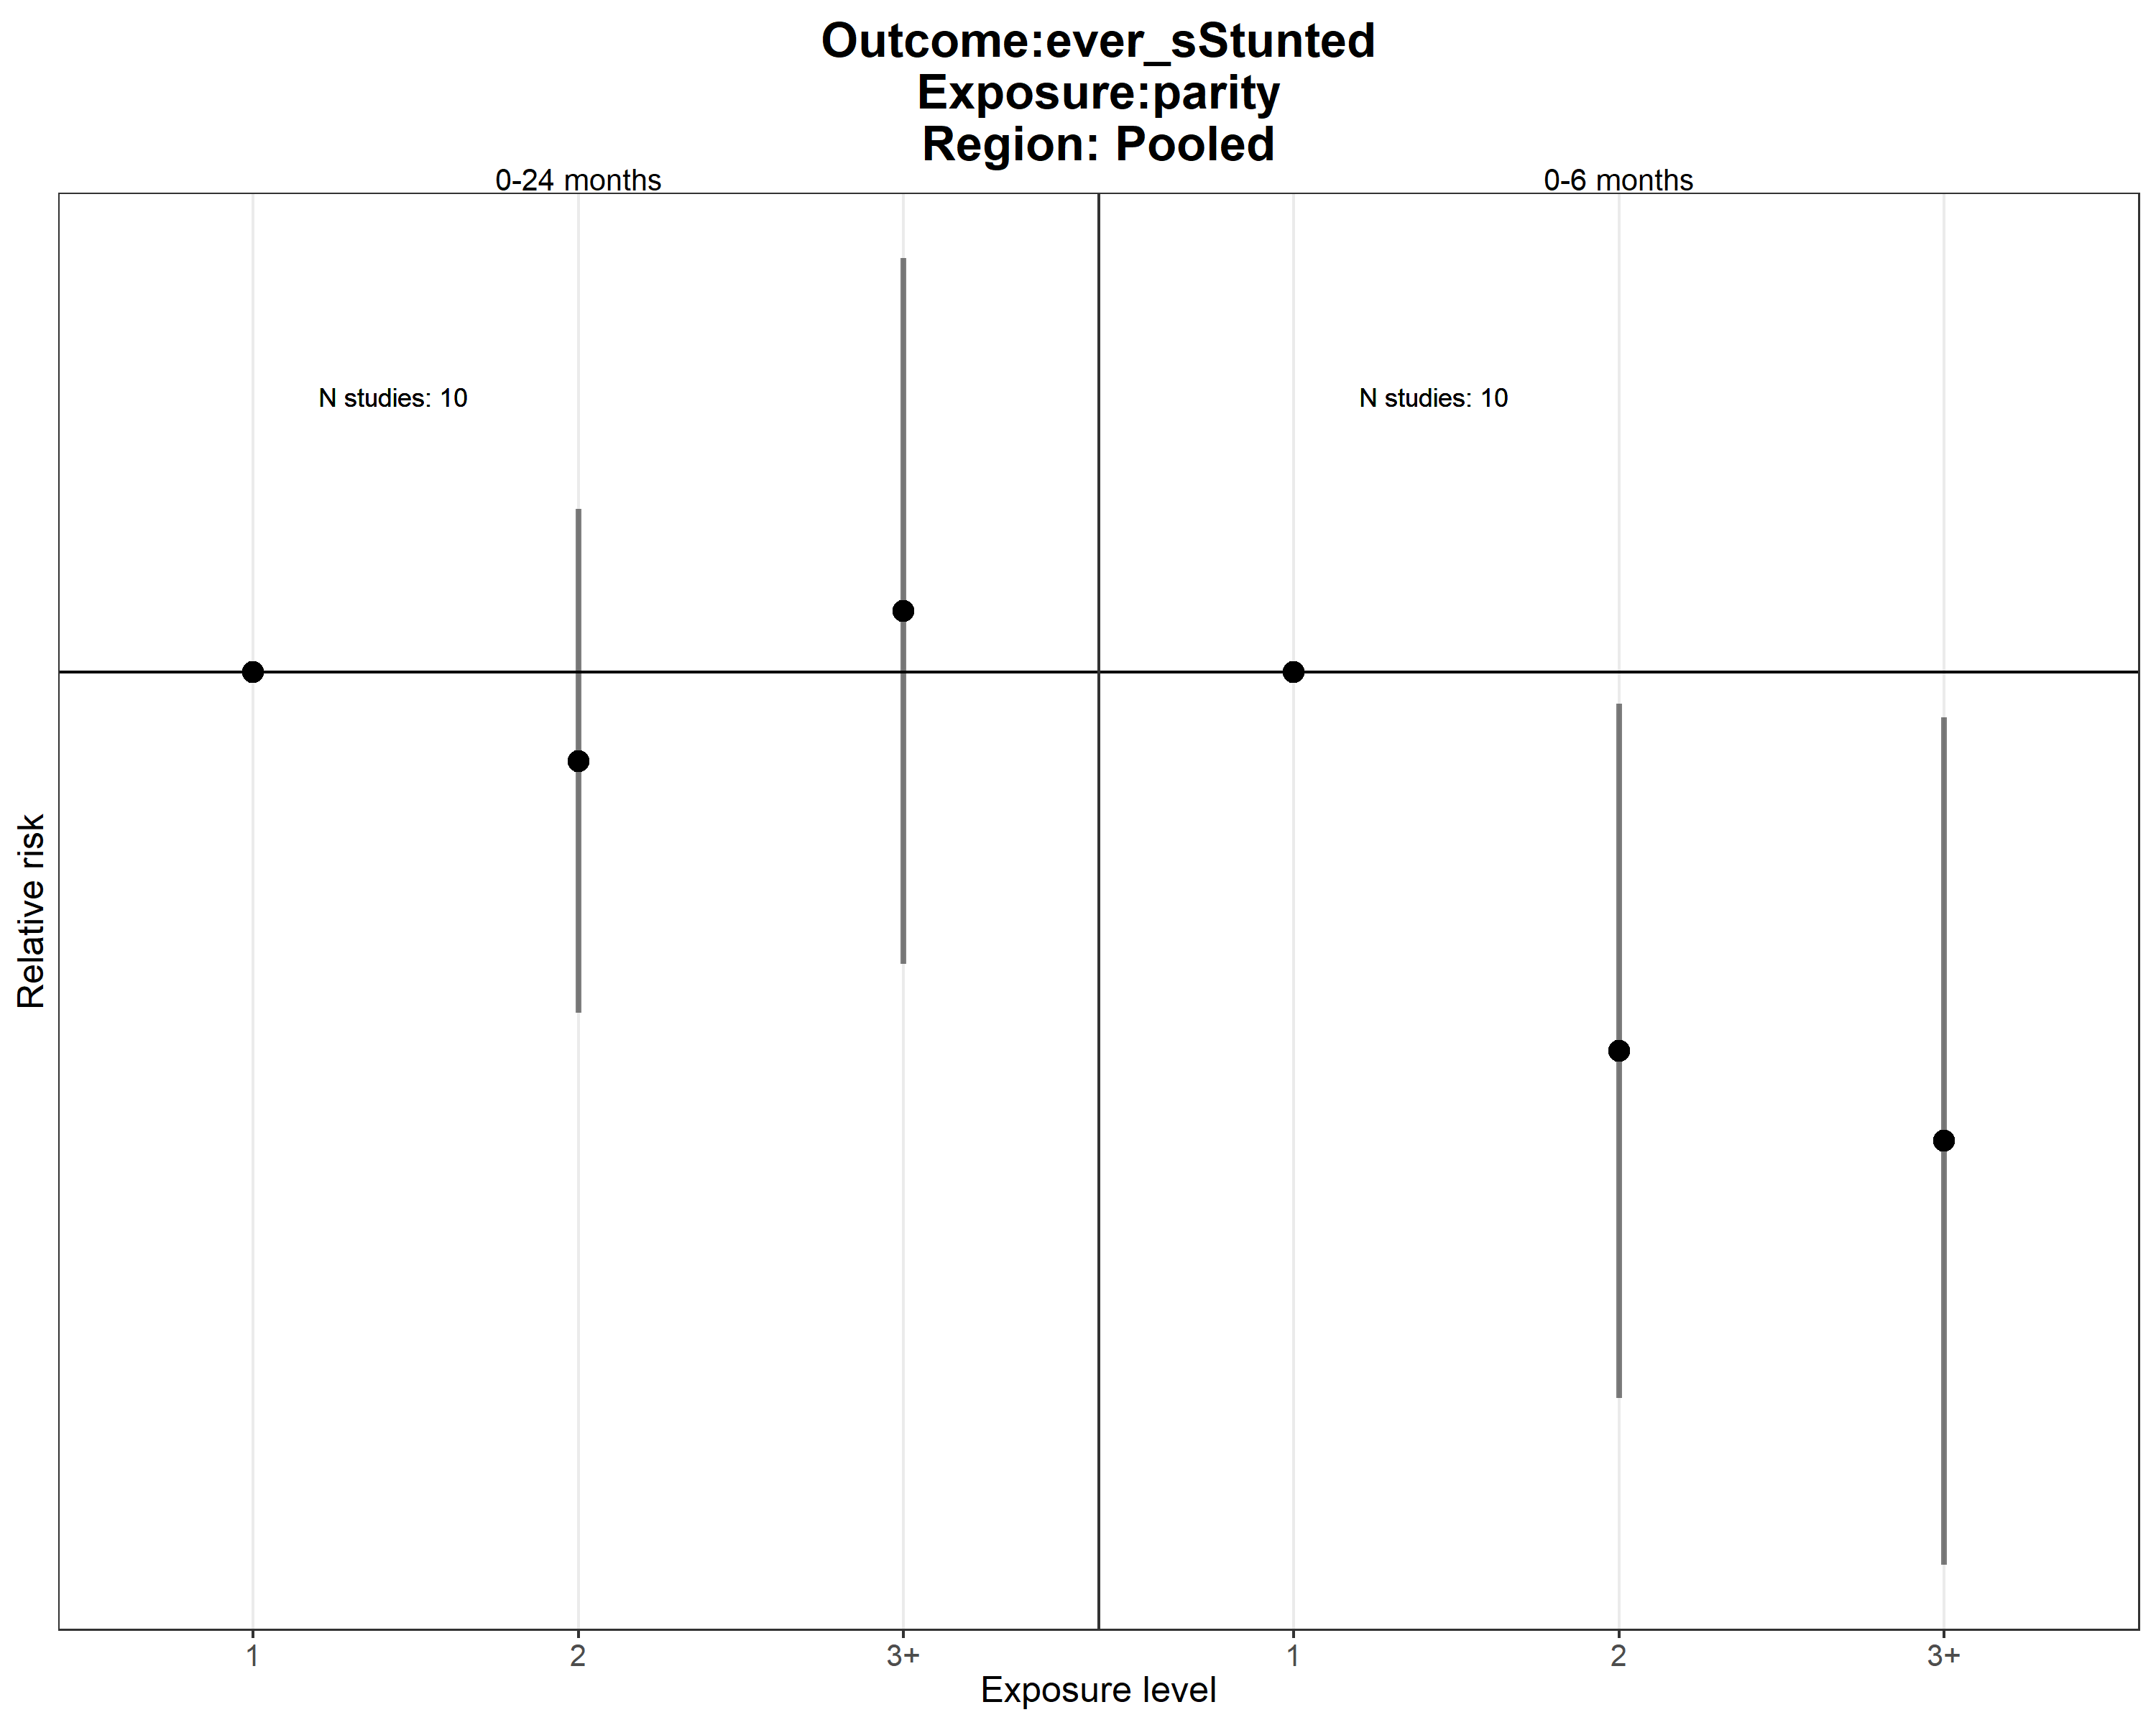 Outcome:ever_sStunted
Exposure:parity
Region: Pooled
0-24 months
0-6 months
N studies: 10
N studies: 10
Relative risk
1
2
3+
1
2
3+
Exposure level